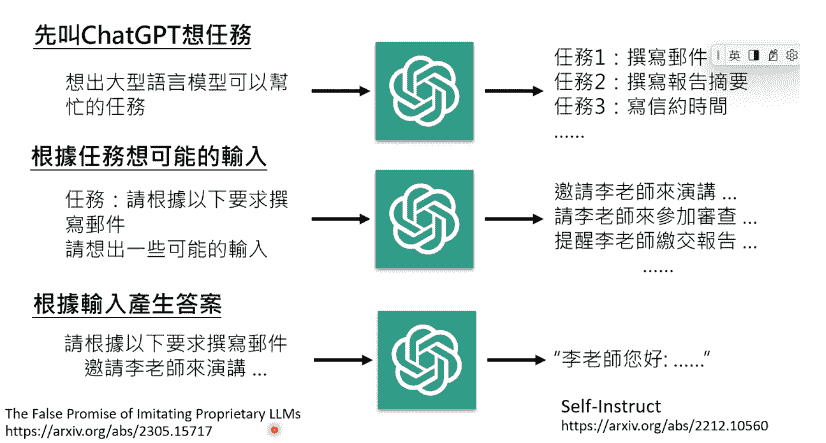 先叫ChatGPT想任務
想出大型語言模型可以幫
忙的任務
任務1：撰寫郵件
英
任務2：撰寫報告摘要
任務3：寫信約時間
......
根據任務想可能的輸入
任務：請根據以下要求撰
寫郵件
請想出一些可能的輸入
邀請李老師來演講 ...
請李老師來參加審查 ...
提醒李老師繳交報告 ...
......
根據輸入產生答案
請根據以下要求撰寫郵件
邀請李老師來演講 ...
“李老師您好: ......”
The False Promise of Imitating Proprietary LLMs
https://arxiv.org/abs/2305.15717
Self-Instruct
https://arxiv.org/abs/2212.10560